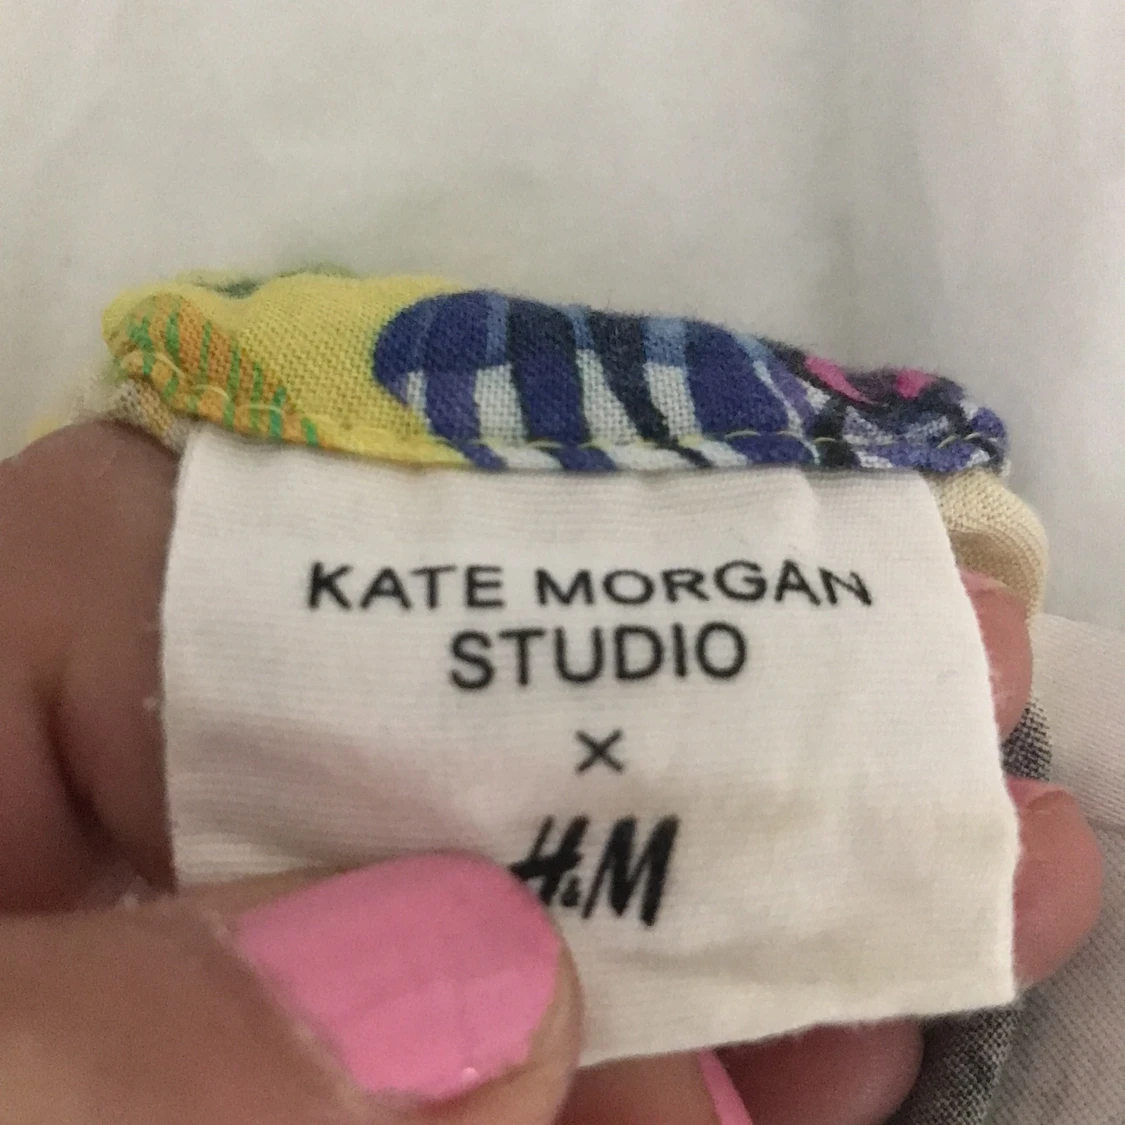 KATE MORGAN
STUDIO
×
H&M